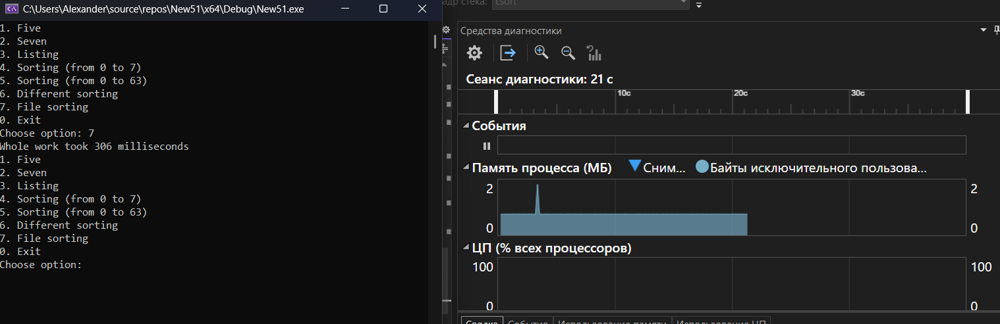 C:\Users\Alexander\source\repos\New51\x64\Debug\New51.exe
1. Five
2. Seven
3. Listing
4. Sorting (from 0 to 7)
5. Sorting (from 0 to 63)
6. Different sorting
7. File sorting
0. Exit
Choose option: 7
Whole work took 306 milliseconds
1. Five
2. Seven
3. Listing
4. Sorting (from 0 to 7)
5. Sorting (from 0 to 63)
6. Different sorting
7. File sorting
0. Exit
Choose option:
адр стека: csort
Средства диагностики
Сеанс диагностики: 21 с
10с 20с 30с
События
Память процесса (МБ) Сним... Байты исключительного пользова...
2 2
0 0
ЦП (% всех процессоров)
100 100
0 0
Сводка События Использование памяти Использование ЦП